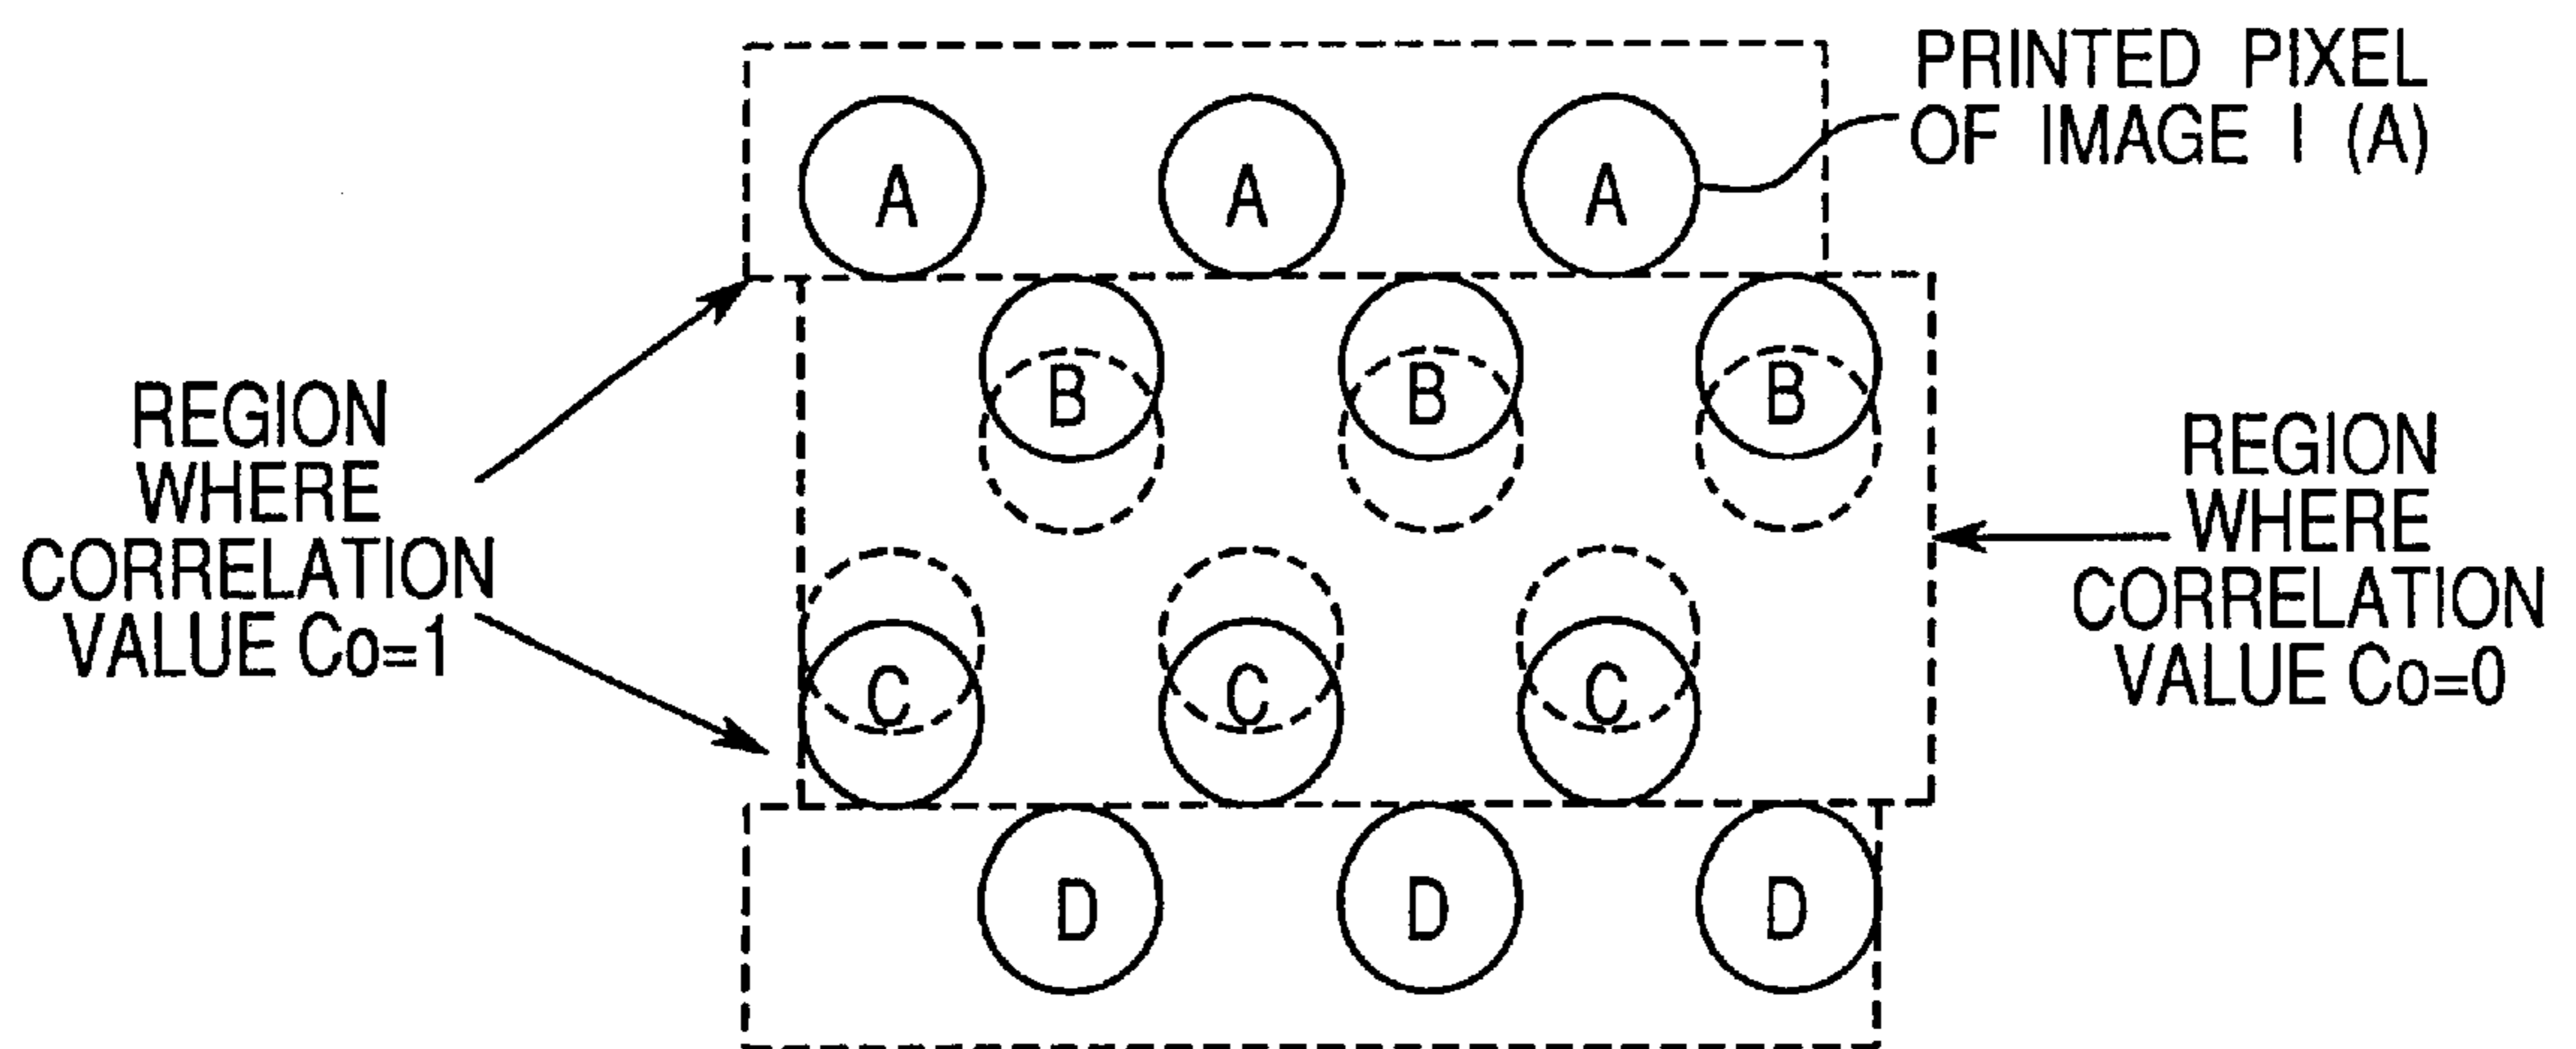 PRINTED PIXEL
OF IMAGE I (A)
A A A
B B B
REGION
WHERE
CORRELATION
VALUE Co=1
REGION
WHERE
CORRELATION
VALUE Co=0
C C C
D D D